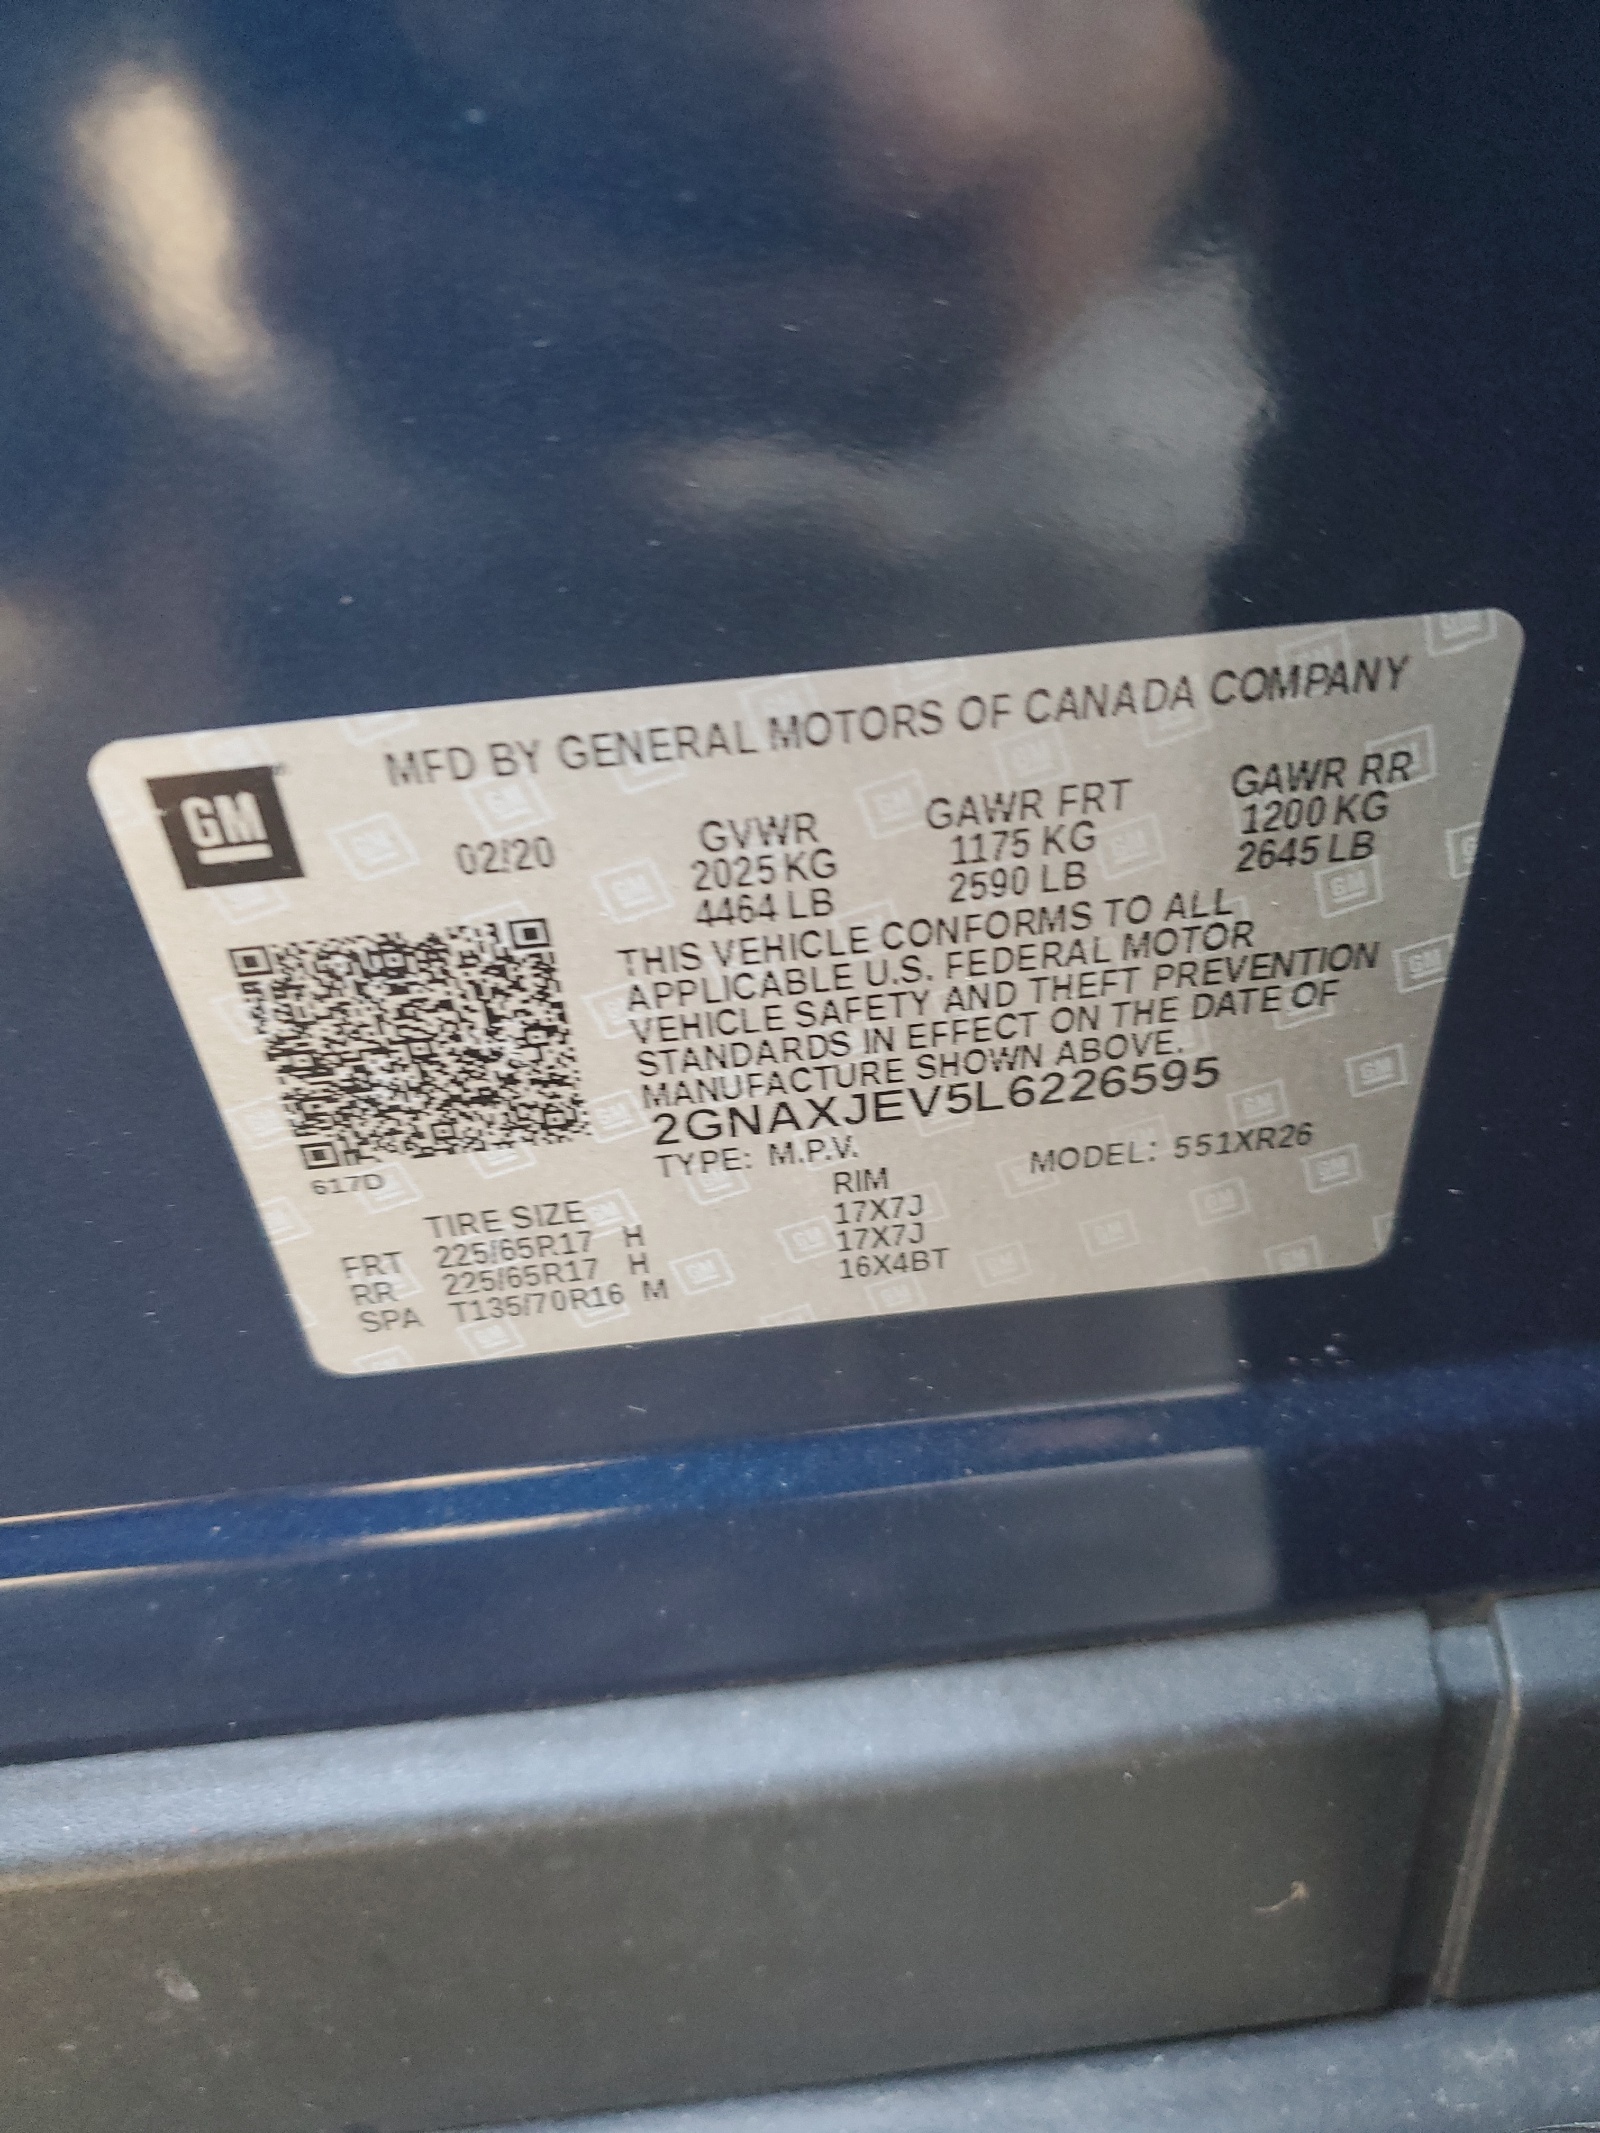 MFD BY GENERAL MOTORS OF CANADA COMPANY
GM
02/20
GVWR
2025 KG
4464 LB
GAWR FRT
1175 KG
2590 LB
GAWR RR
1200 KG
2645 LB
THIS VEHICLE CONFORMS TO ALL
APPLICABLE U.S. FEDERAL MOTOR
VEHICLE SAFETY AND THEFT PREVENTION
STANDARDS IN EFFECT ON THE DATE OF
MANUFACTURE SHOWN ABOVE.
2GNAXJEV5L6226595
TYPE: M.P.V. MODEL: 551XR26
617D
TIRE SIZE RIM
FRT 225/65R17 H 17X7J
RR 225/65R17 H 17X7J
SPA T135/70R16 M 16X4BT